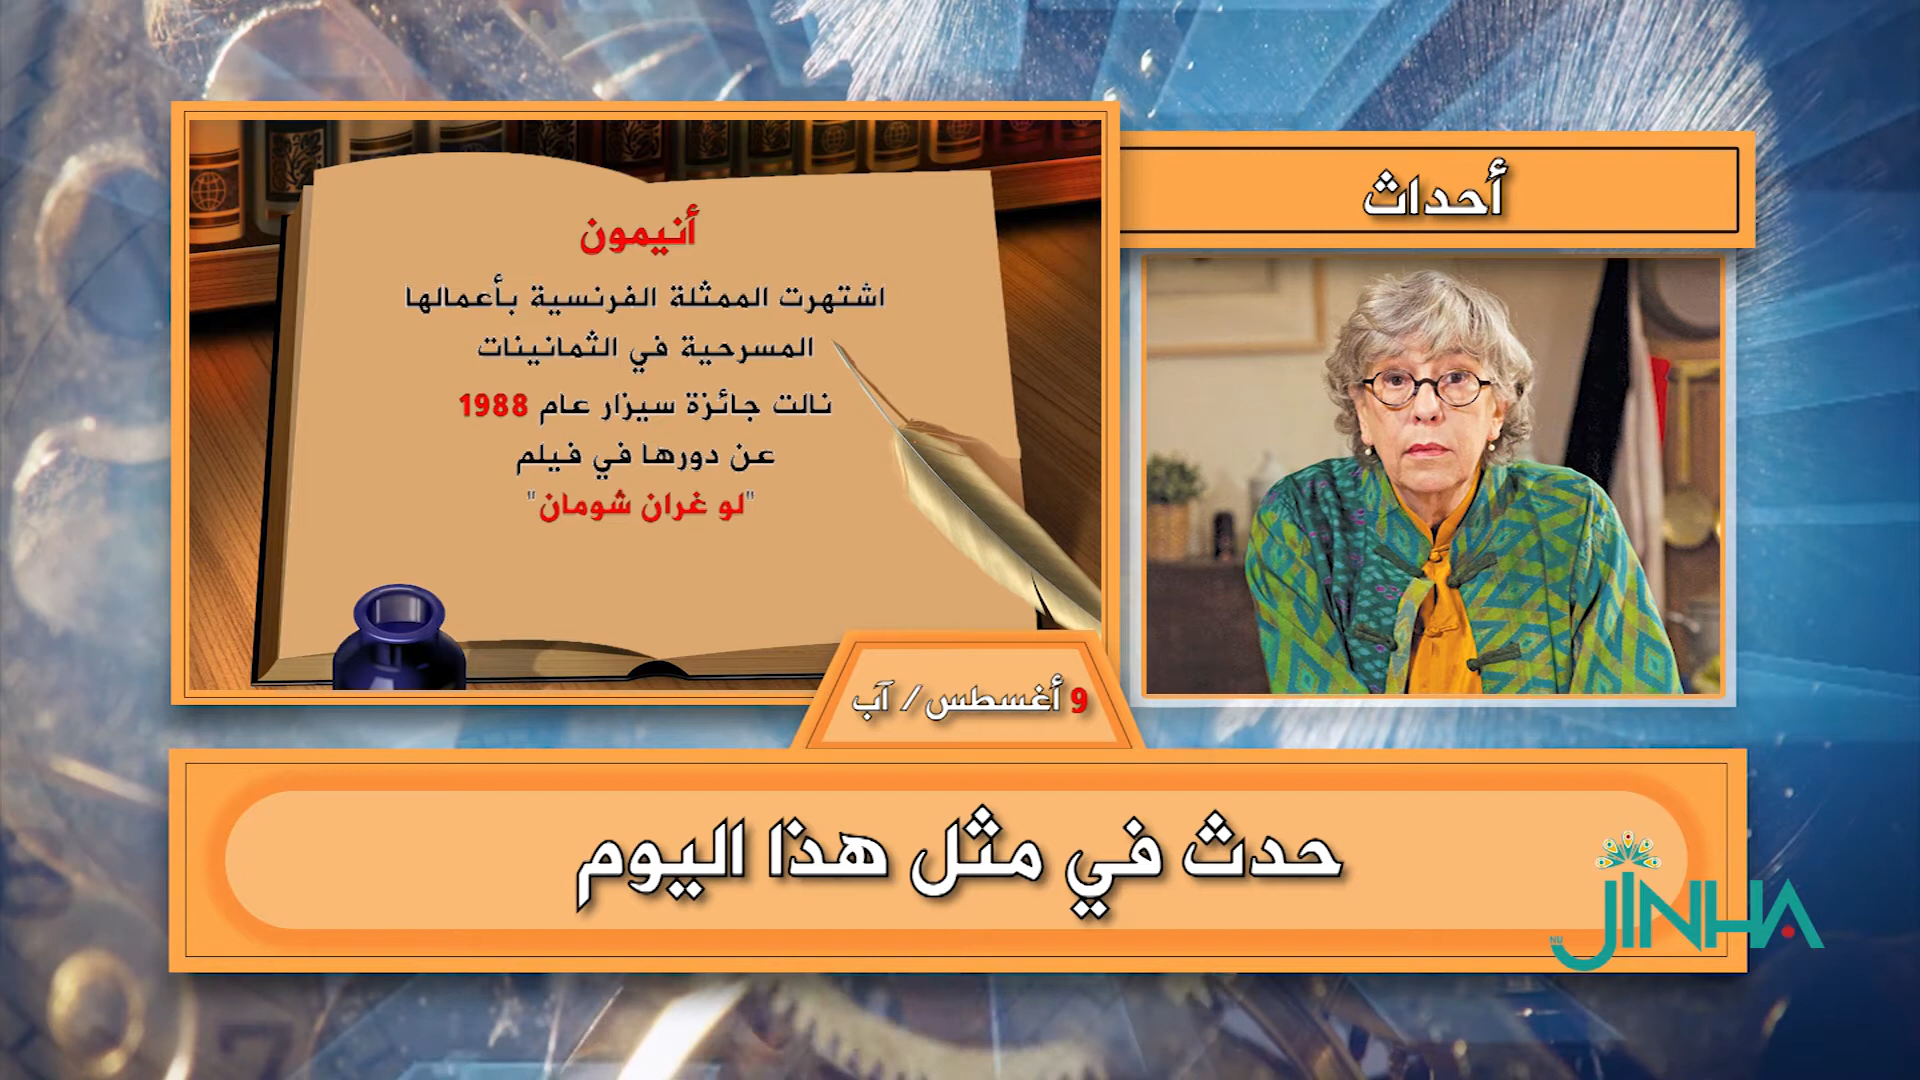 أحداث
أنيمون
اشتهرت الممثلة الفرنسية بأعمالها
المسرحية في الثمانينات
نالت جائزة سيزار عام 1988
عن دورها في فيلم
"لو غران شومان"
9 أغسطس / آب
حدث في مثل هذا اليوم
NU JINHA